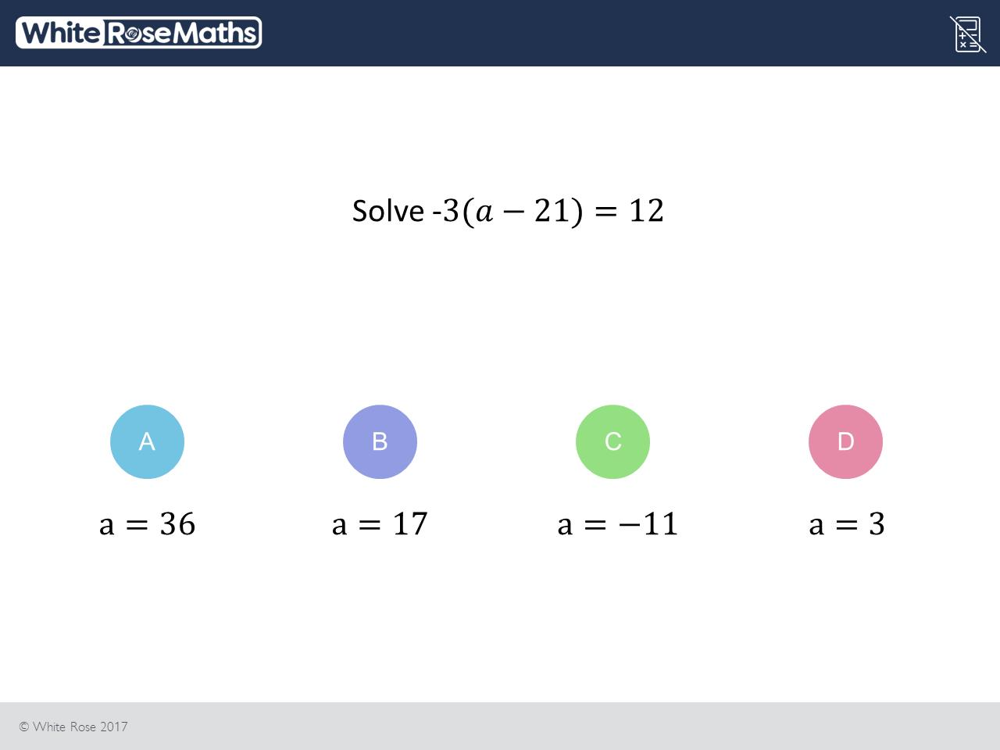 White Rose Maths
Solve -3(a − 21) = 12
A
B
C
D
a = 36
a = 17
a = −11
a = 3
© White Rose 2017